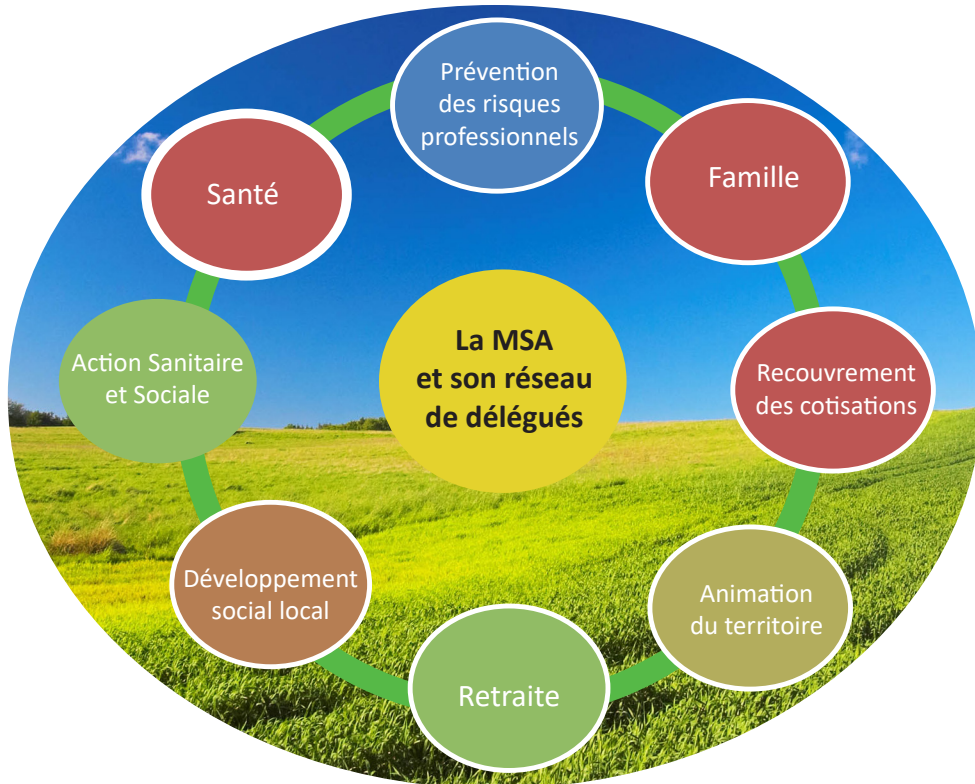 Prévention
des risques
professionnels
Santé
Famille
Action Sanitaire
et Sociale
La MSA
et son réseau
de délégués
Recouvrement
des cotisations
Développement
social local
Animation
du territoire
Retraite